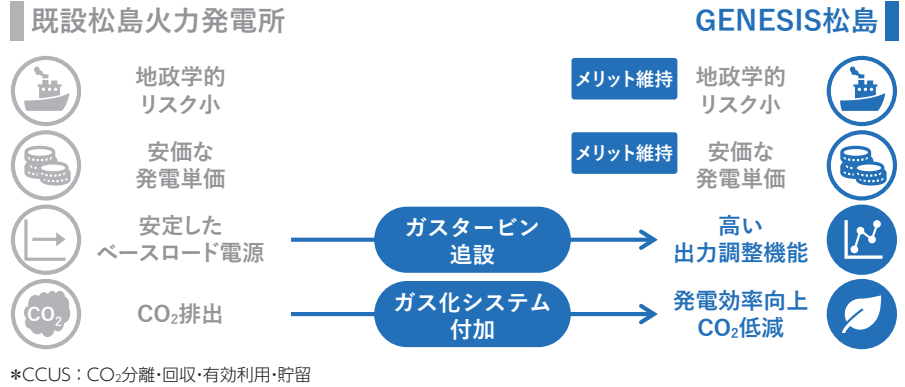 既設松島火力発電所
GENESIS松島
地政学的
リスク小
メリット維持
地政学的
リスク小
安価な
発電単価
メリット維持
安価な
発電単価
安定した
ベースロード電源
ガスタービン
追設
高い
出力調整機能
CO₂
CO₂排出
ガス化システム
付加
発電効率向上
CO₂低減
*CCUS：CO₂分離・回収・有効利用・貯留